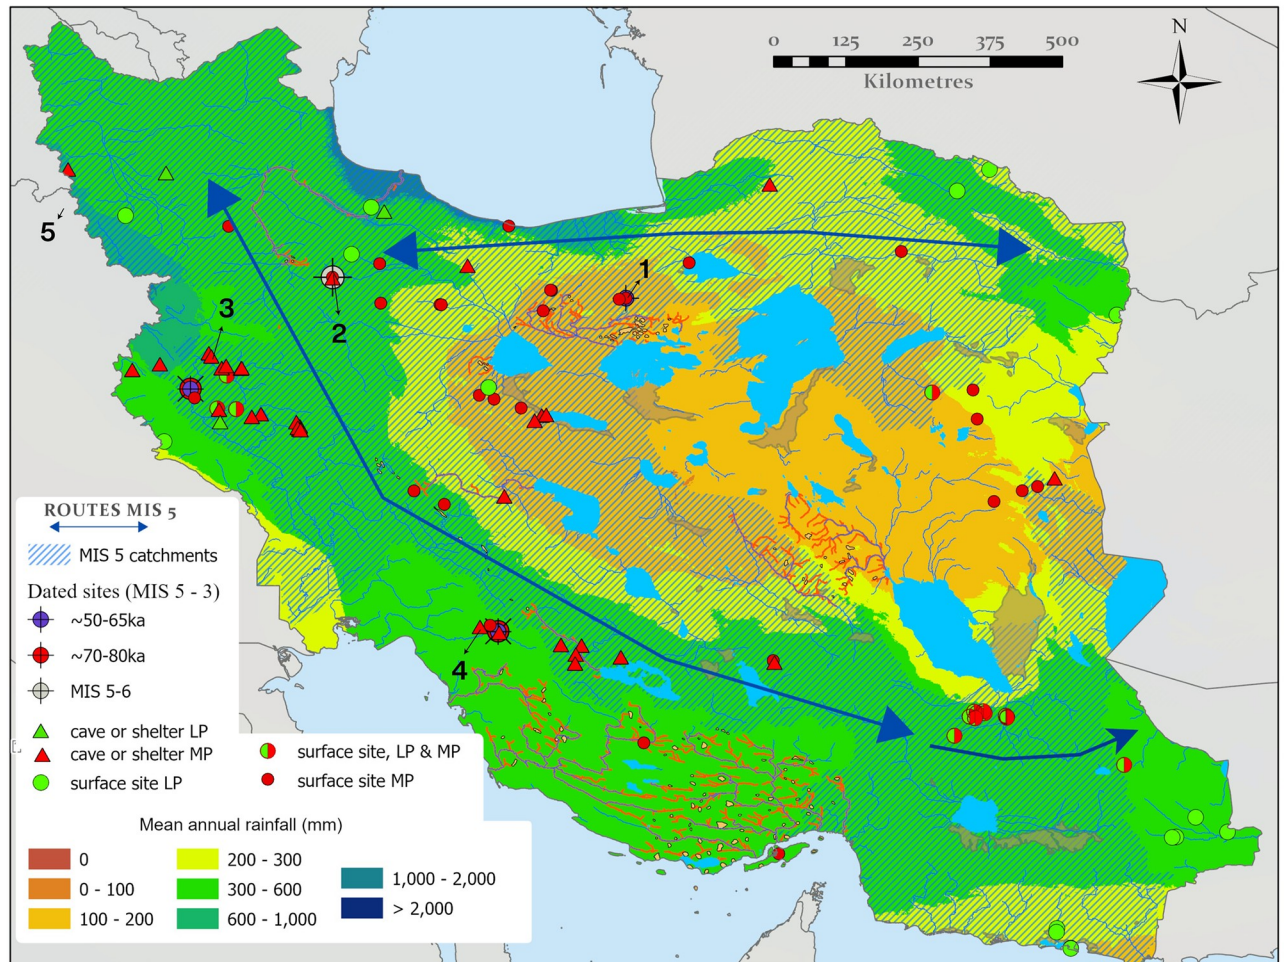 N
0 125 250 375 500
Kilometres
1
2
3
4
5
ROUTES MIS 5
MIS 5 catchments
Dated sites (MIS 5 - 3)
~50-65ka
~70-80ka
MIS 5-6
cave or shelter LP
cave or shelter MP
surface site LP
surface site, LP & MP
surface site MP
Mean annual rainfall (mm)
0
0 - 100
100 - 200
200 - 300
300 - 600
600 - 1,000
1,000 - 2,000
> 2,000